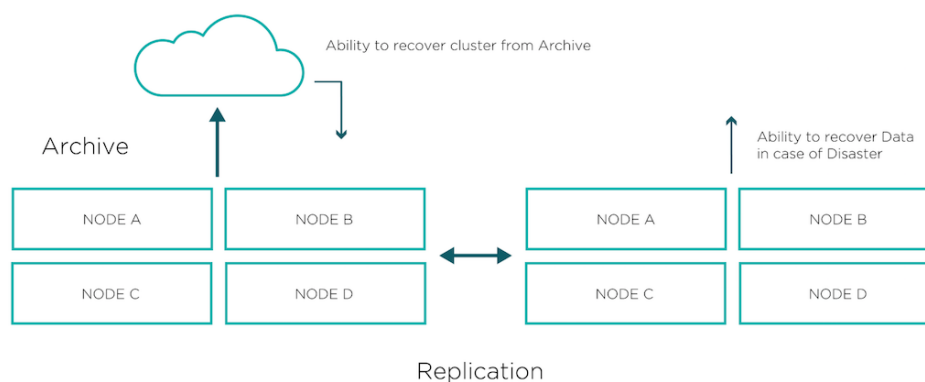 Ability to recover cluster from Archive
Archive
Ability to recover Data
in case of Disaster
NODE A
NODE B
NODE A
NODE B
NODE C
NODE D
NODE C
NODE D
Replication